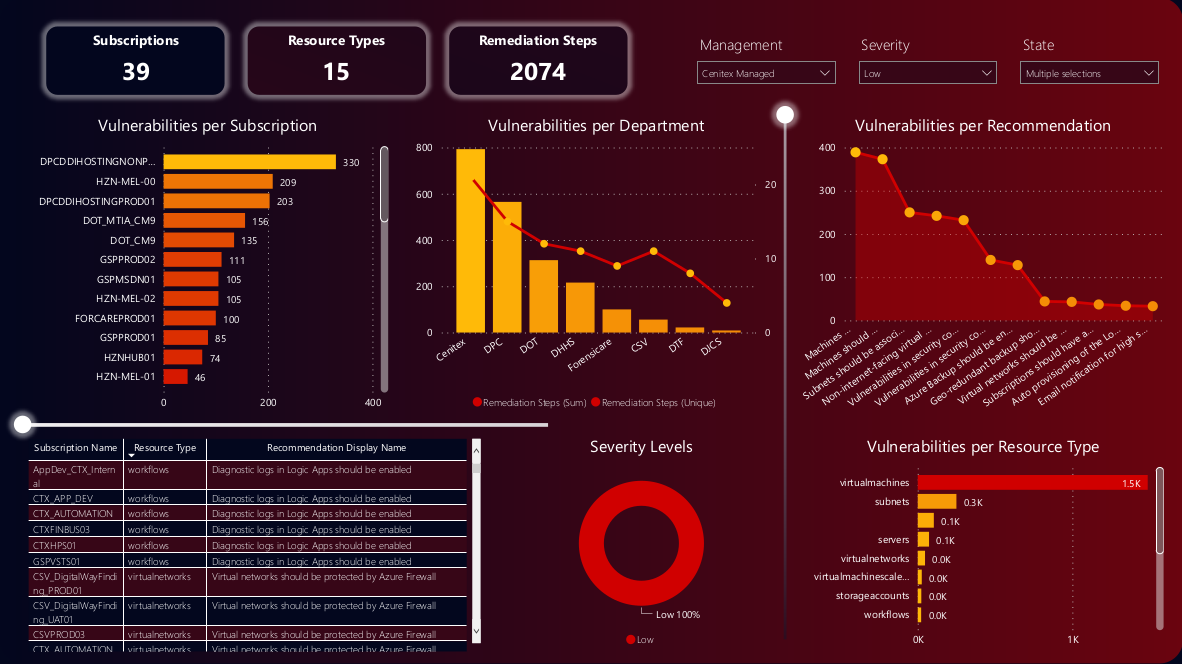 Subscriptions
39
Resource Types
15
Remediation Steps
2074
Management
Cenitex Managed
Severity
Low
State
Multiple selections
Vulnerabilities per Subscription
DPCDDIHOSTINGNONP... 330
HZN-MEL-00 209
DPCDDIHOSTINGPROD01 203
DOT_MTIA_CM9 156
DOT_CM9 135
GSPPROD02 111
GSPMSDN01 105
HZN-MEL-02 105
FORCAREPROD01 100
GSPPROD01 85
HZNHUB01 74
HZN-MEL-01 46
0 200 400
Vulnerabilities per Department
800
600
400
200
0
20
10
0
Cenitex
DPC
DOT
DHHS
Forensicare
CSV
DTF
DICS
Remediation Steps (Sum) Remediation Steps (Unique)
Vulnerabilities per Recommendation
400
300
200
100
0
Machines ...
Machines should ...
Subnets should be associ...
Non-internet-facing virtual ...
Vulnerabilities in security co...
Vulnerabilities in security co...
Azure Backup should be en...
Geo-redundant backup sho...
Virtual networks should be ...
Subscriptions should have a...
Auto provisioning of the Lo...
Email notification for high s...
Subscription Name Resource Type Recommendation Display Name
AppDev_CTX_Intern workflows Diagnostic logs in Logic Apps should be enabled
al
CTX_APP_DEV workflows Diagnostic logs in Logic Apps should be enabled
CTX_AUTOMATION workflows Diagnostic logs in Logic Apps should be enabled
CTXFINBUS03 workflows Diagnostic logs in Logic Apps should be enabled
CTXHPS01 workflows Diagnostic logs in Logic Apps should be enabled
GSPVSTS01 workflows Diagnostic logs in Logic Apps should be enabled
CSV_DigitalWayFindi virtualnetworks Virtual networks should be protected by Azure Firewall
ng_PROD01
CSV_DigitalWayFindi virtualnetworks Virtual networks should be protected by Azure Firewall
ng_UAT01
CSVPROD03 virtualnetworks Virtual networks should be protected by Azure Firewall
CTX_AUTOMATION virtualnetworks Virtual networks should be protected by Azure Firewall
Severity Levels
Low 100%
Low
Vulnerabilities per Resource Type
virtualmachines 1.5K
subnets 0.3K
0.1K
servers 0.1K
virtualnetworks 0.0K
virtualmachinescale... 0.0K
storageaccounts 0.0K
workflows 0.0K
0K 1K